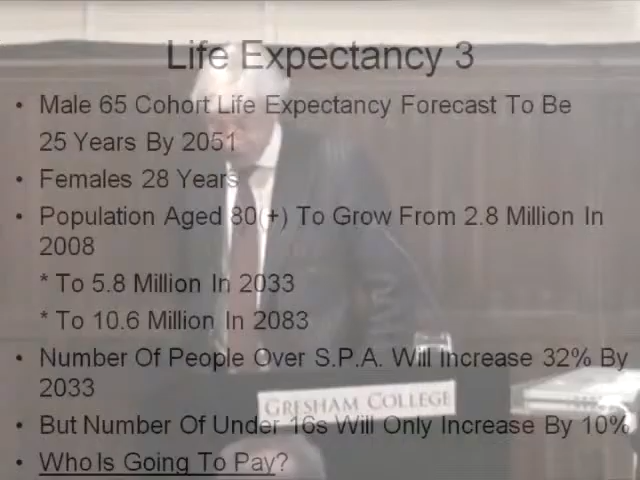 Life Expectancy 3
• Male 65 Cohort Life Expectancy Forecast To Be
25 Years By 2051
• Females 28 Years
• Population Aged 80(+) To Grow From 2.8 Million In
2008
* To 5.8 Million In 2033
* To 10.6 Million In 2083
• Number Of People Over S.P.A. Will Increase 32% By
2033
GRESHAM COLLEGE
• But Number Of Under 16s Will Only Increase By 10%
• Who Is Going To Pay?